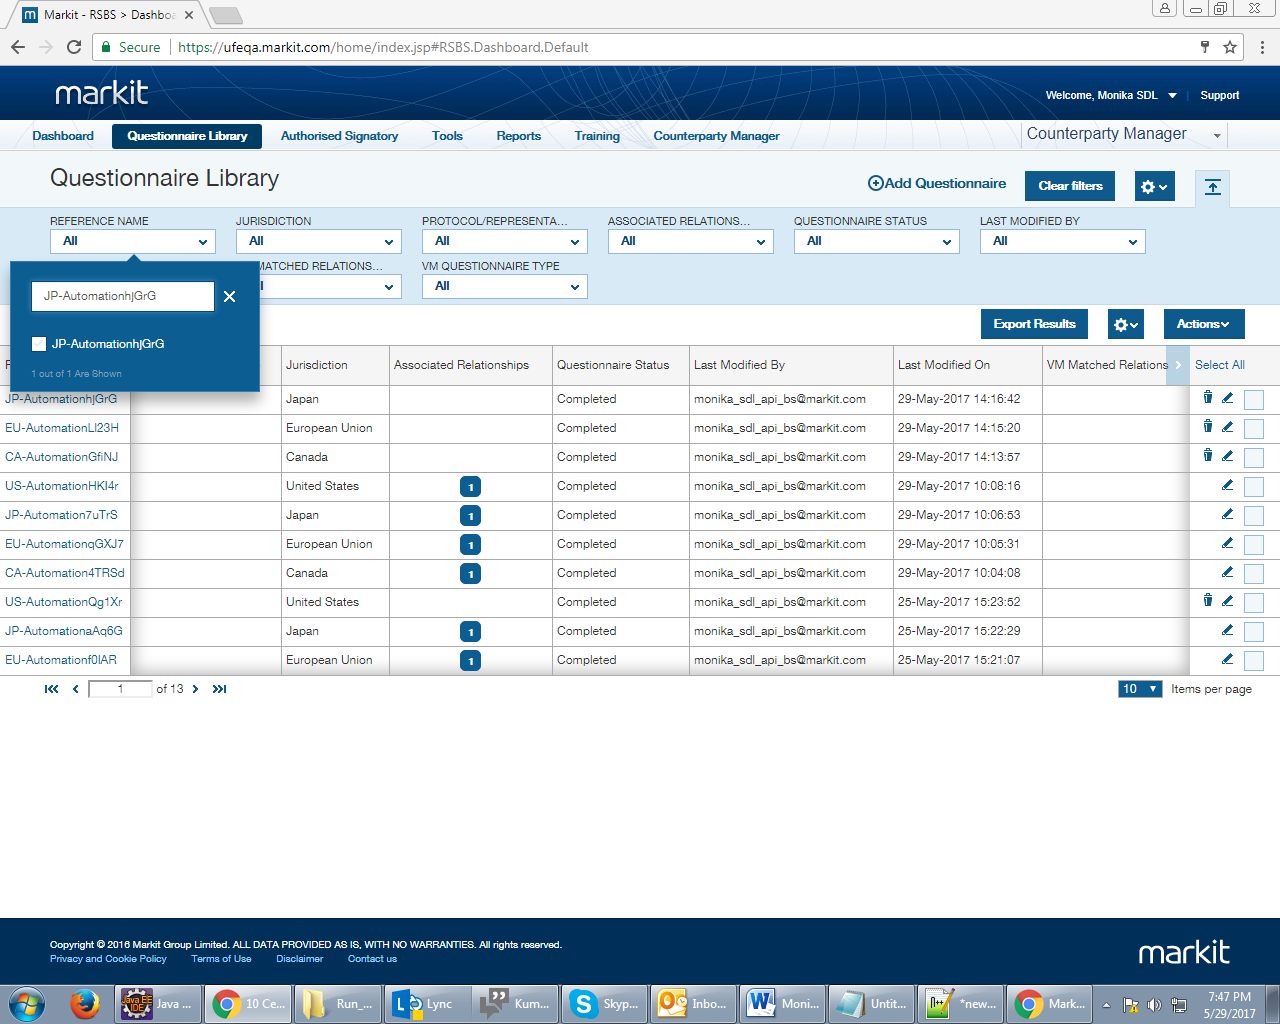 Markit - RSBS > Dashbo
Secure https://ufeqa.markit.com/home/index.jsp#RSBS.Dashboard.Default
markit
Welcome, Monika SDL Support
Dashboard Questionnaire Library Authorised Signatory Tools Reports Training Counterparty Manager Counterparty Manager
Questionnaire Library
Add Questionnaire Clear filters
REFERENCE NAME JURISDICTION PROTOCOL/REPRESENTA... ASSOCIATED RELATIONS... QUESTIONNAIRE STATUS LAST MODIFIED BY
All All All All All All
MATCHED RELATIONS... VM QUESTIONNAIRE TYPE
All
JP-AutomationhjGrG
JP-AutomationhjGrG
1 out of 1 Are Shown
Export Results Actions
Jurisdiction Associated Relationships Questionnaire Status Last Modified By Last Modified On VM Matched Relations Select All
JP-AutomationhjGrG Japan Completed monika_sdl_api_bs@markit.com 29-May-2017 14:16:42
EU-AutomationLl23H European Union Completed monika_sdl_api_bs@markit.com 29-May-2017 14:15:20
CA-AutomationGfiNJ Canada Completed monika_sdl_api_bs@markit.com 29-May-2017 14:13:57
US-AutomationHKI4r United States 1 Completed monika_sdl_api_bs@markit.com 29-May-2017 10:08:16
JP-Automation7uTrS Japan 1 Completed monika_sdl_api_bs@markit.com 29-May-2017 10:06:53
EU-AutomationqGXJ7 European Union 1 Completed monika_sdl_api_bs@markit.com 29-May-2017 10:05:31
CA-Automation4TRSd Canada 1 Completed monika_sdl_api_bs@markit.com 29-May-2017 10:04:08
US-AutomationQg1Xr United States Completed monika_sdl_api_bs@markit.com 25-May-2017 15:23:52
JP-AutomationaAq6G Japan 1 Completed monika_sdl_api_bs@markit.com 25-May-2017 15:22:29
EU-Automationf0IAR European Union 1 Completed monika_sdl_api_bs@markit.com 25-May-2017 15:21:07
1 of 13 10 Items per page
Copyright © 2016 Markit Group Limited. ALL DATA PROVIDED AS IS, WITH NO WARRANTIES. All rights reserved.
Privacy and Cookie Policy Terms of Use Disclaimer Contact us
markit
Java ... 10 Ce... Run_... Lync Kum... Skyp... Inbo... Moni... Untit... *new... Mark... 7:47 PM
5/29/2017